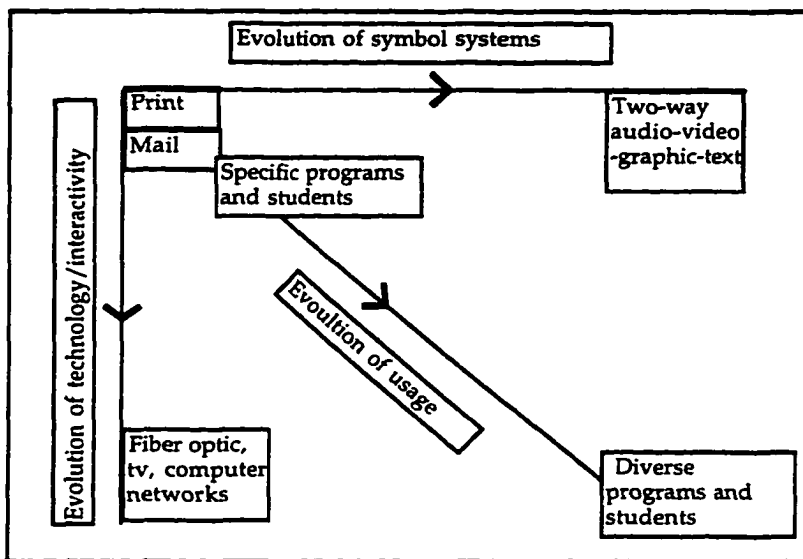 Evolution of symbol systems
Print
Mail
Two-way
audio-video
-graphic-text
Specific programs
and students
Evolution of technology/interactivity
Evoultion of usage
Fiber optic,
tv, computer
networks
Diverse
programs and
students